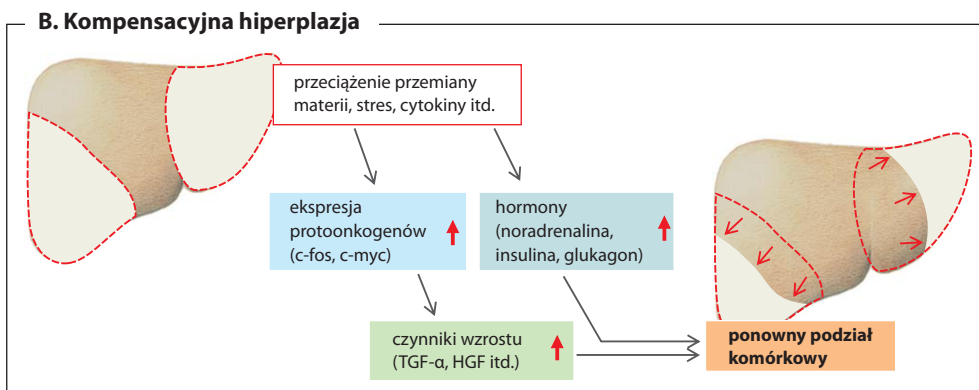 B. Kompensacyjna hiperplazja
przeciążenie przemiany
materii, stres, cytokiny itd.
ekspresja
protoonkogenów
(c-fos, c-myc)
hormony
(noradrenalina,
insulina, glukagon)
czynniki wzrostu
(TGF-α, HGF itd.)
ponowny podział
komórkowy